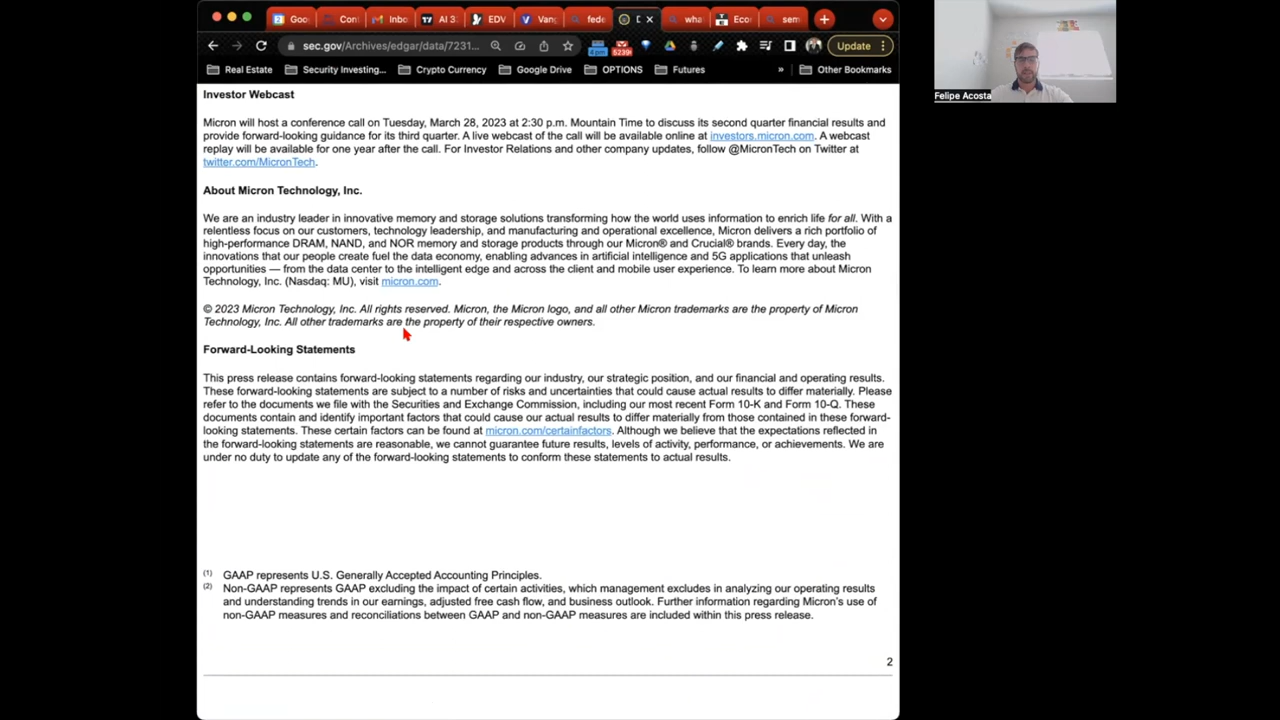 Goo
Con
Inbo
AI 3
EDV
Vang
fede
D
wha
Eco
sem
sec.gov/Archives/edgar/data/7231...
4 pm
5239
Update
Real Estate
Security Investing...
Crypto Currency
Google Drive
OPTIONS
Futures
»
Other Bookmarks
Felipe Acosta
Investor Webcast
Micron will host a conference call on Tuesday, March 28, 2023 at 2:30 p.m. Mountain Time to discuss its second quarter financial results and
provide forward-looking guidance for its third quarter. A live webcast of the call will be available online at investors.micron.com. A webcast
replay will be available for one year after the call. For Investor Relations and other company updates, follow @MicronTech on Twitter at
twitter.com/MicronTech.
About Micron Technology, Inc.
We are an industry leader in innovative memory and storage solutions transforming how the world uses information to enrich life for all. With a
relentless focus on our customers, technology leadership, and manufacturing and operational excellence, Micron delivers a rich portfolio of
high-performance DRAM, NAND, and NOR memory and storage products through our Micron® and Crucial® brands. Every day, the
innovations that our people create fuel the data economy, enabling advances in artificial intelligence and 5G applications that unleash
opportunities — from the data center to the intelligent edge and across the client and mobile user experience. To learn more about Micron
Technology, Inc. (Nasdaq: MU), visit micron.com.
© 2023 Micron Technology, Inc. All rights reserved. Micron, the Micron logo, and all other Micron trademarks are the property of Micron
Technology, Inc. All other trademarks are the property of their respective owners.
Forward-Looking Statements
This press release contains forward-looking statements regarding our industry, our strategic position, and our financial and operating results.
These forward-looking statements are subject to a number of risks and uncertainties that could cause actual results to differ materially. Please
refer to the documents we file with the Securities and Exchange Commission, including our most recent Form 10-K and Form 10-Q. These
documents contain and identify important factors that could cause our actual results to differ materially from those contained in these forward-
looking statements. These certain factors can be found at micron.com/certainfactors. Although we believe that the expectations reflected in
the forward-looking statements are reasonable, we cannot guarantee future results, levels of activity, performance, or achievements. We are
under no duty to update any of the forward-looking statements to conform these statements to actual results.
(1) GAAP represents U.S. Generally Accepted Accounting Principles.
(2) Non-GAAP represents GAAP excluding the impact of certain activities, which management excludes in analyzing our operating results
and understanding trends in our earnings, adjusted free cash flow, and business outlook. Further information regarding Micron's use of
non-GAAP measures and reconciliations between GAAP and non-GAAP measures are included within this press release.
2